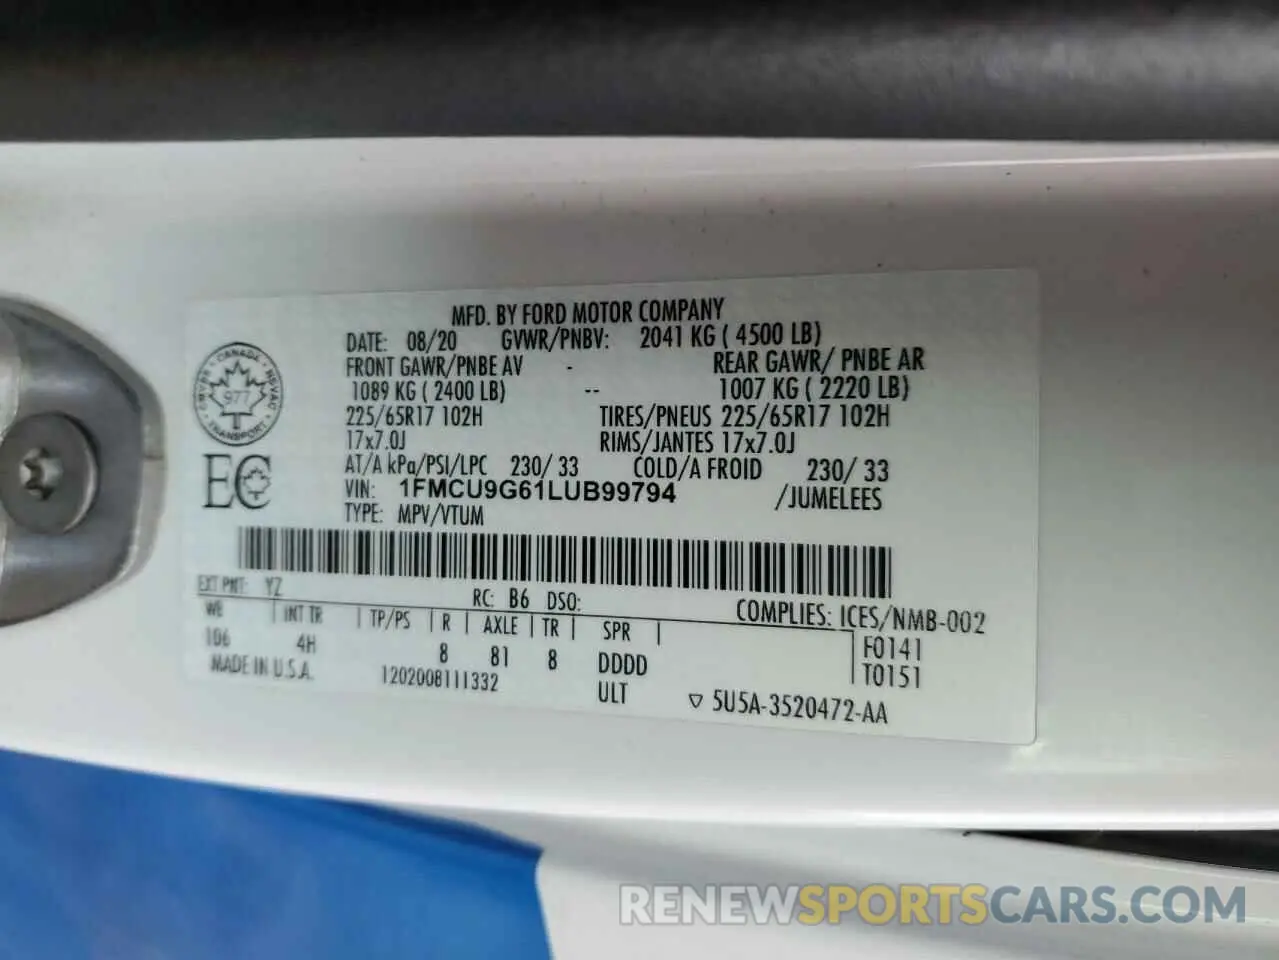 MFD. BY FORD MOTOR COMPANY
DATE: 08/20 GVWR/PNBV: 2041 KG ( 4500 LB)
FRONT GAWR/PNBE AV - REAR GAWR/ PNBE AR
1089 KG ( 2400 LB) -- 1007 KG ( 2220 LB)
225/65R17 102H TIRES/PNEUS 225/65R17 102H
17x7.0J RIMS/JANTES 17x7.0J
AT/A kPa/PSI/LPC 230/ 33 COLD/A FROID 230/ 33
VIN: 1FMCU9G61LUB99794 /JUMELEES
TYPE: MPV/VTUM
CANADA
CMVSS NSVAC
977
TRANSPORT
EC
EXT PNT: YZ RC: B6 DSO: COMPLIES: ICES/NMB-002
WB INT TR TP/PS R AXLE TR SPR F0141
106 4H 8 81 8 DDDD T0151
MADE IN U.S.A. 1202008111332 ULT ▽ 5U5A-3520472-AA
RENEWSPORTSCARS.COM